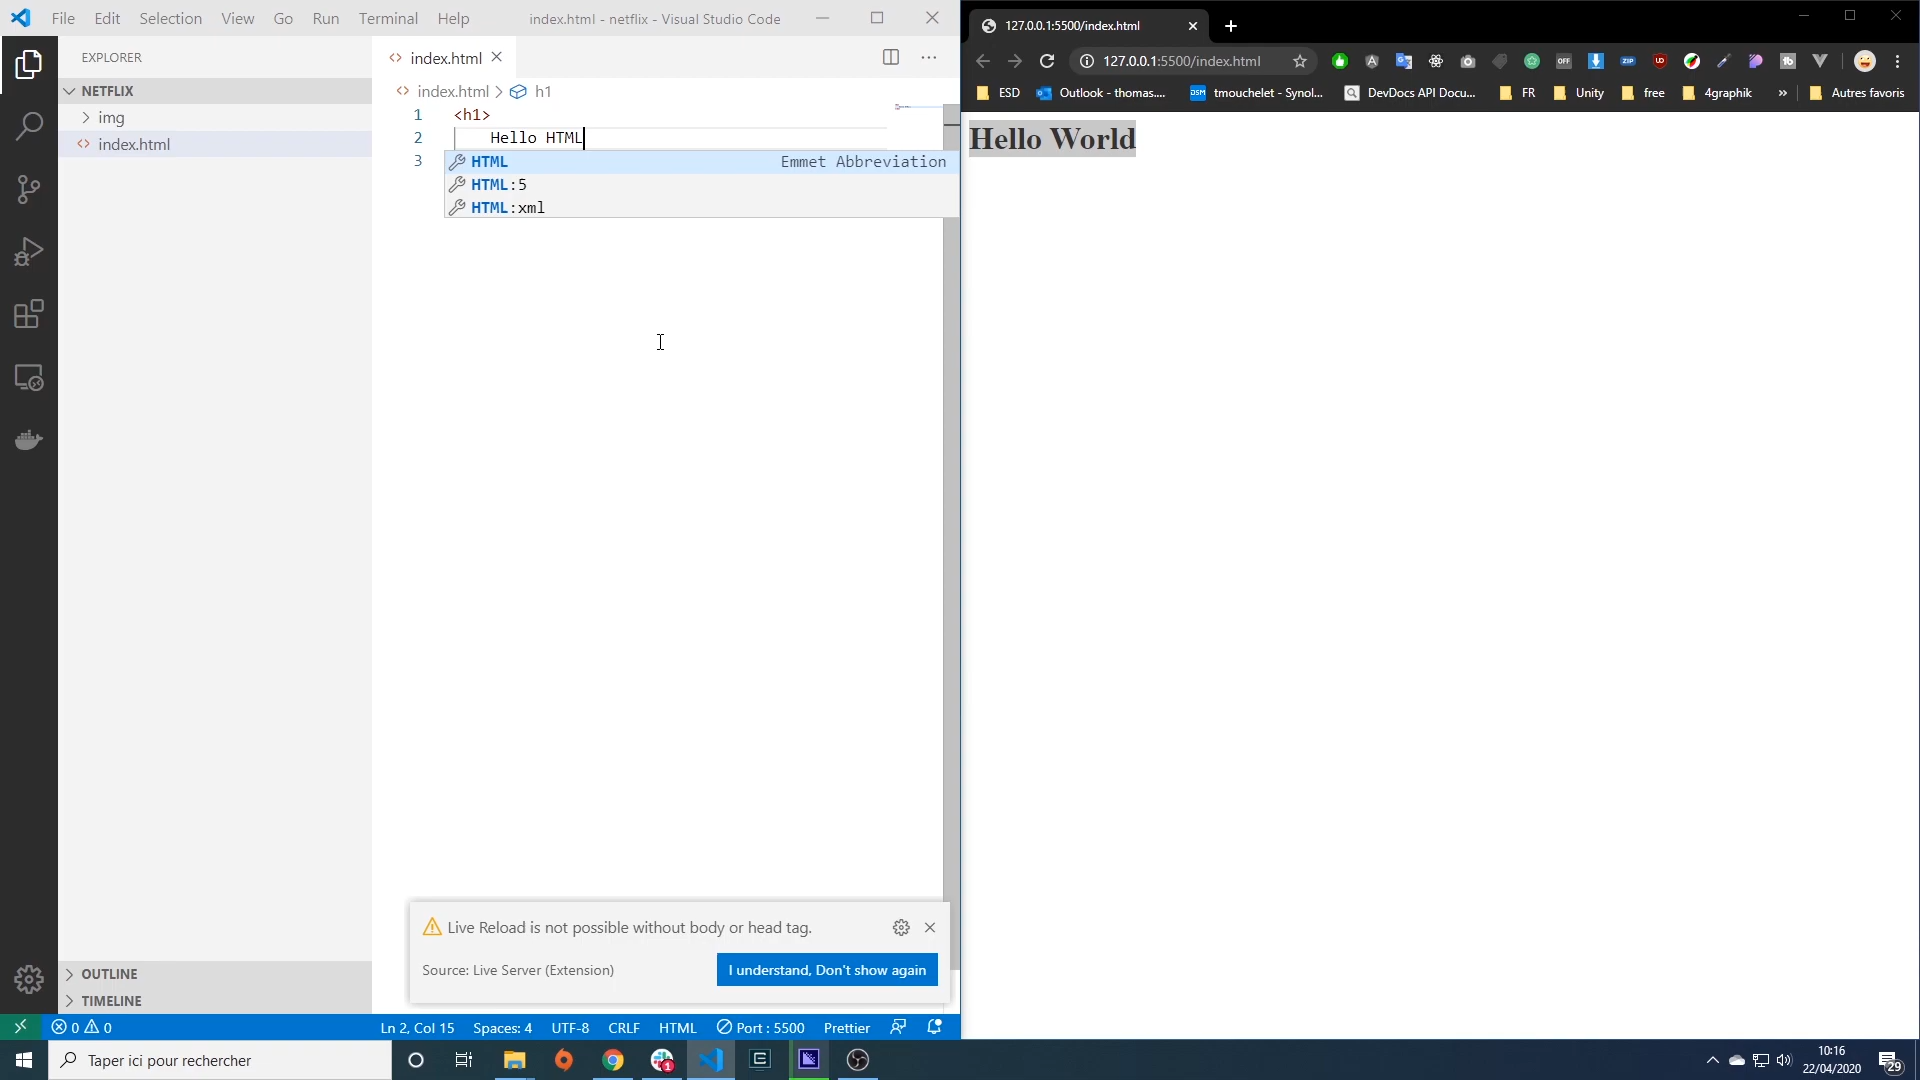 File Edit Selection View Go Run Terminal Help
index.html - netflix - Visual Studio Code
EXPLORER
NETFLIX
img
index.html
OUTLINE
TIMELINE
index.html
index.html > h1
1 <h1>
2 Hello HTML
3
HTML Emmet Abbreviation
HTML:5
HTML:xml
Live Reload is not possible without body or head tag.
Source: Live Server (Extension)
I understand, Don't show again
0 0 Ln 2, Col 15 Spaces: 4 UTF-8 CRLF HTML Port : 5500 Prettier
127.0.0.1:5500/index.html
127.0.0.1:5500/index.html
OFF ZIP UD
ESD Outlook - thomas.... DSM tmouchelet - Synol... DevDocs API Docu... FR Unity free 4graphik » Autres favoris
Hello World
Taper ici pour rechercher
1
10:16
22/04/2020
29